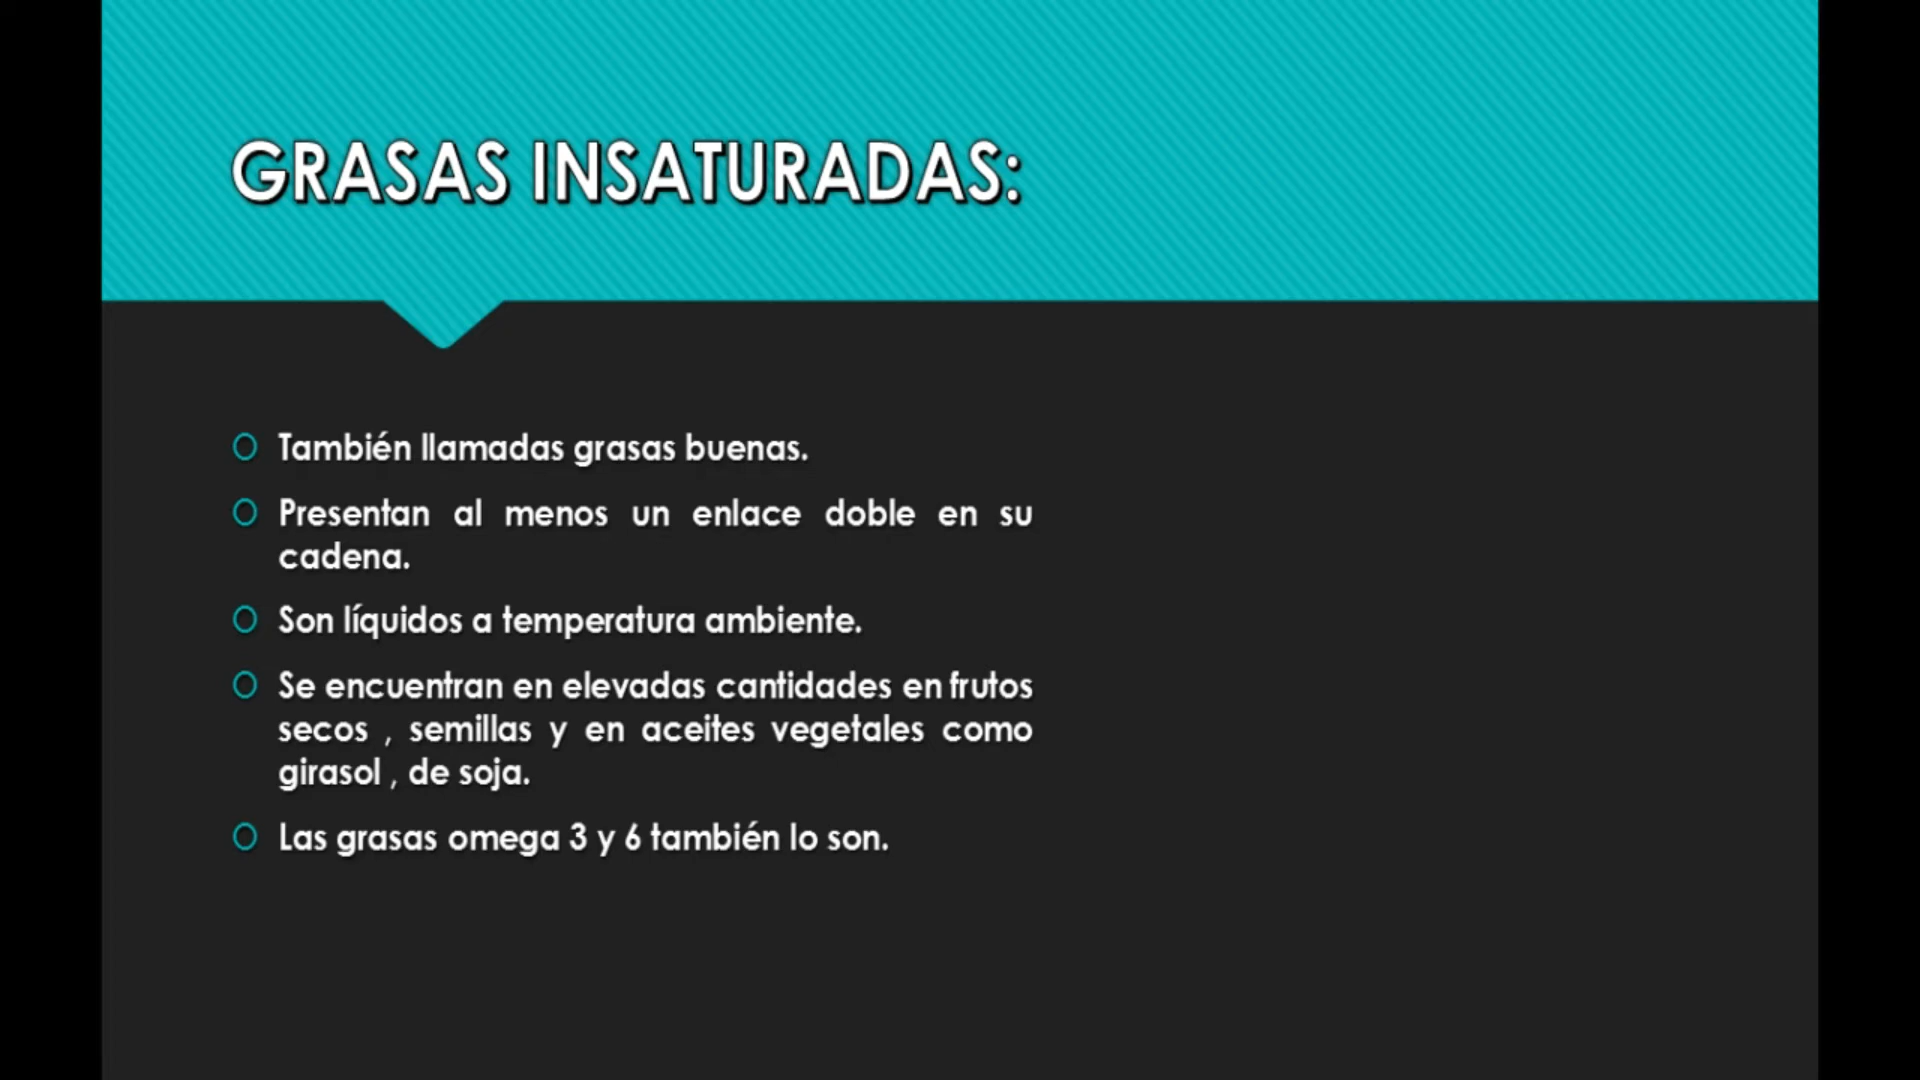 GRASAS INSATURADAS:
También llamadas grasas buenas.
Presentan al menos un enlace doble en su
cadena.
Son líquidos a temperatura ambiente.
Se encuentran en elevadas cantidades en frutos
secos , semillas y en aceites vegetales como
girasol , de soja.
Las grasas omega 3 y 6 también lo son.